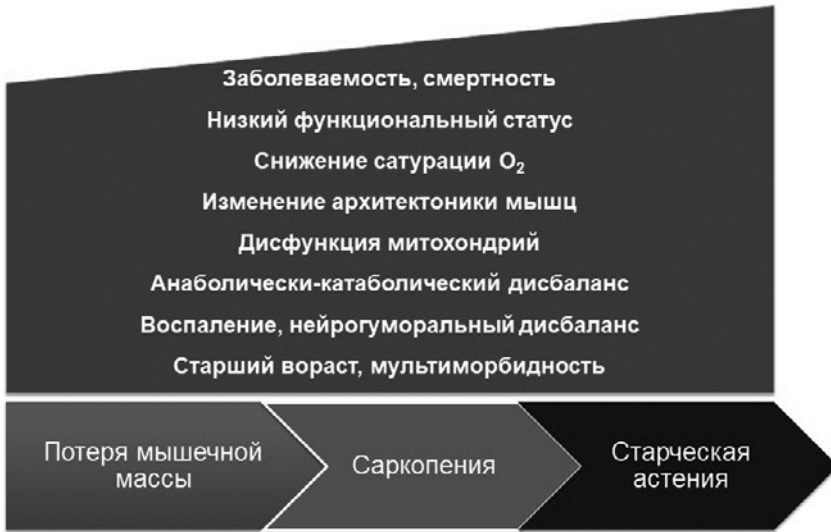 Заболеваемость, смертность
Низкий функциональный статус
Снижение сатурации O₂
Изменение архитектоники мышц
Дисфункция митохондрий
Анаболически-катаболический дисбаланс
Воспаление, нейрогуморальный дисбаланс
Старший вораст, мультиморбидность
Потеря мышечной
массы
Саркопения
Старческая
астения